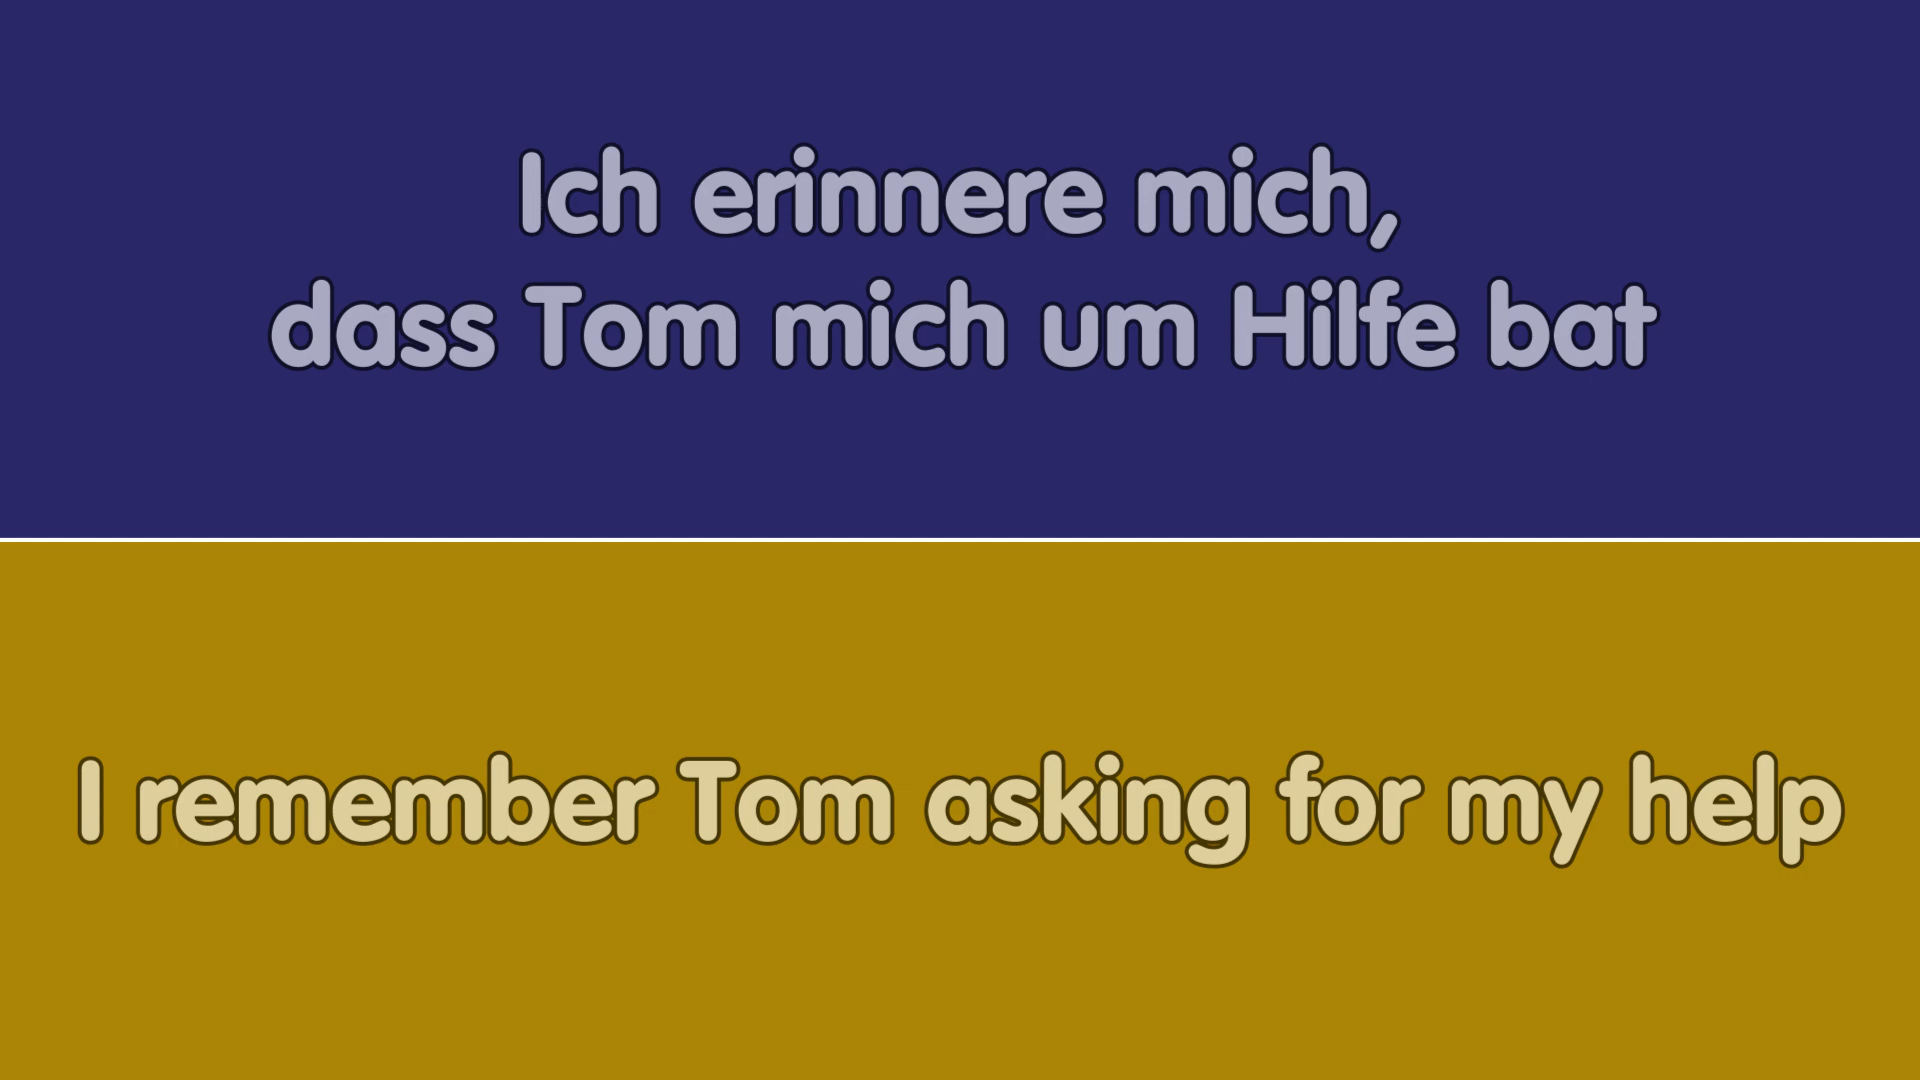 Ich erinnere mich,
dass Tom mich um Hilfe bat
I remember Tom asking for my help